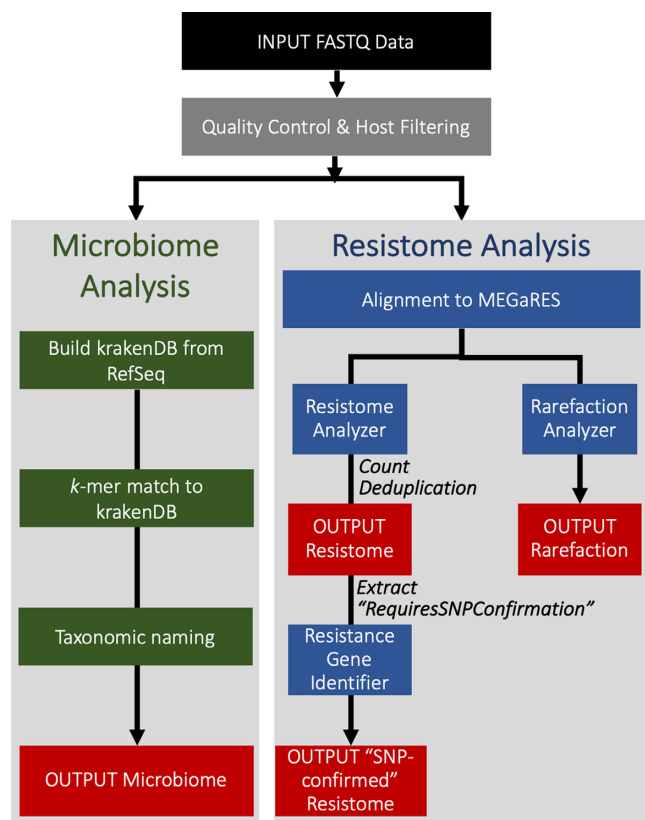 INPUT FASTQ Data
Quality Control & Host Filtering
Microbiome
Analysis
Build krakenDB from
RefSeq
k-mer match to
krakenDB
Taxonomic naming
OUTPUT Microbiome
Resistome Analysis
Alignment to MEGaRES
Resistome
Analyzer
Rarefaction
Analyzer
Count
Deduplication
OUTPUT
Resistome
OUTPUT
Rarefaction
Extract
“RequiresSNPConfirmation”
Resistance
Gene
Identifier
OUTPUT “SNP-
confirmed”
Resistome